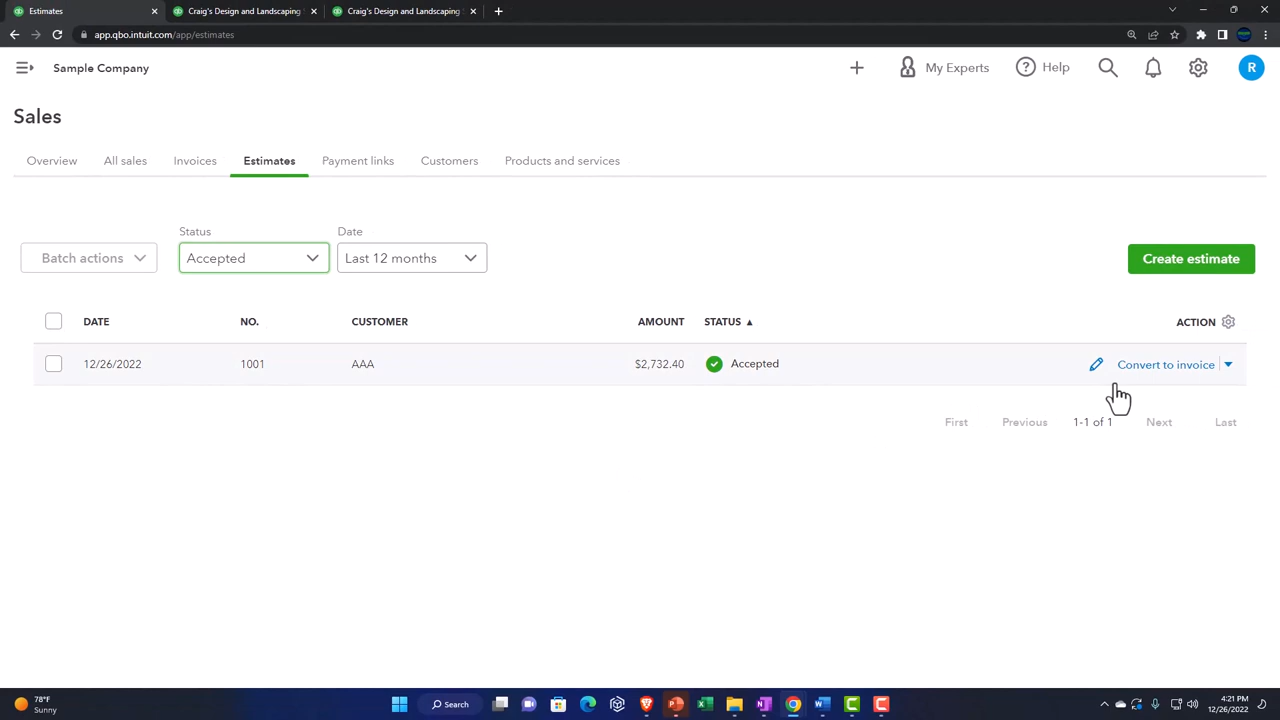 Estimates
Craig's Design and Landscaping S
Craig's Design and Landscaping S
app.qbo.intuit.com/app/estimates
Sample Company
My Experts
Help
R
Sales
Overview
All sales
Invoices
Estimates
Payment links
Customers
Products and services
Status
Date
Batch actions
Accepted
Last 12 months
Create estimate
DATE
NO.
CUSTOMER
AMOUNT
STATUS
ACTION
12/26/2022
1001
AAA
$2,732.40
Accepted
Convert to invoice
First
Previous
1-1 of 1
Next
Last
78°F
Sunny
Search
4:21 PM
12/26/2022